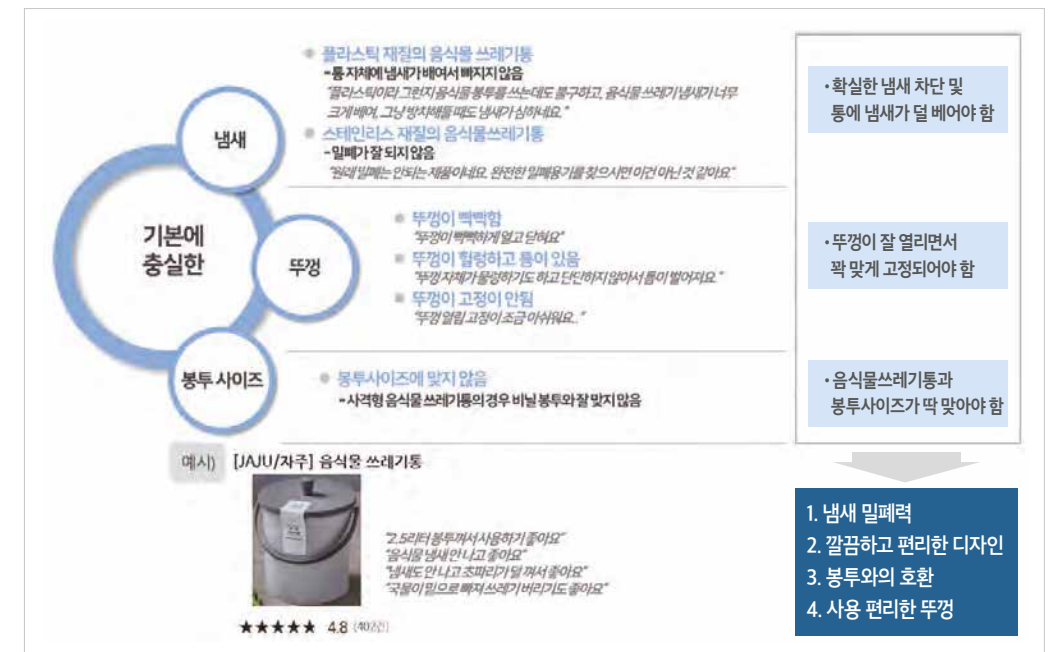 기본에
충실한
냄새
플라스틱 재질의 음식물 쓰레기통
-통 자체에 냄새가 배여서 빠지지 않음
"플라스틱이라 그런지 음식물 봉투를 쓰는데도 불구하고, 음식물 쓰레기 냄새가 너무
크게 배여, 그냥 방치해둘 때도 냄새가 심하네요."
스테인리스 재질의 음식물쓰레기통
-밀폐가 잘 되지 않음
"원래 밀폐는 안되는 제품이네요. 완전한 밀폐용기를 찾으시면 이건 아닌 것 같아요"
·확실한 냄새 차단 및
통에 냄새가 덜 베어야 함
뚜껑
뚜껑이 빡빡함
"뚜껑이 빡빡하게 열고 닫혀요"
뚜껑이 헐렁하고 틈이 있음
"뚜껑 자체가 물렁하기도 하고 단단하지 않아서 틈이 벌어져요."
뚜껑이 고정이 안됨
"뚜껑 열림 고정이 조금 아쉬워요.."
·뚜껑이 잘 열리면서
꽉 맞게 고정되어야 함
봉투 사이즈
봉투사이즈에 맞지 않음
-사각형 음식물 쓰레기통의 경우 비닐 봉투와 잘 맞지 않음
·음식물쓰레기통과
봉투사이즈가 딱 맞아야 함
예시)
[JAJU/자주] 음식물 쓰레기통
"2.5리터 봉투껴서 사용하기 좋아요"
"음식물 냄새 안 나고 좋아요"
"냄새도 안 나고 초파리가 덜 껴서 좋아요"
"국물이 밑으로 빠져 쓰레기 버리기도 좋아요"
★★★★★ 4.8 (402건)
1. 냄새 밀폐력
2. 깔끔하고 편리한 디자인
3. 봉투와의 호환
4. 사용 편리한 뚜껑